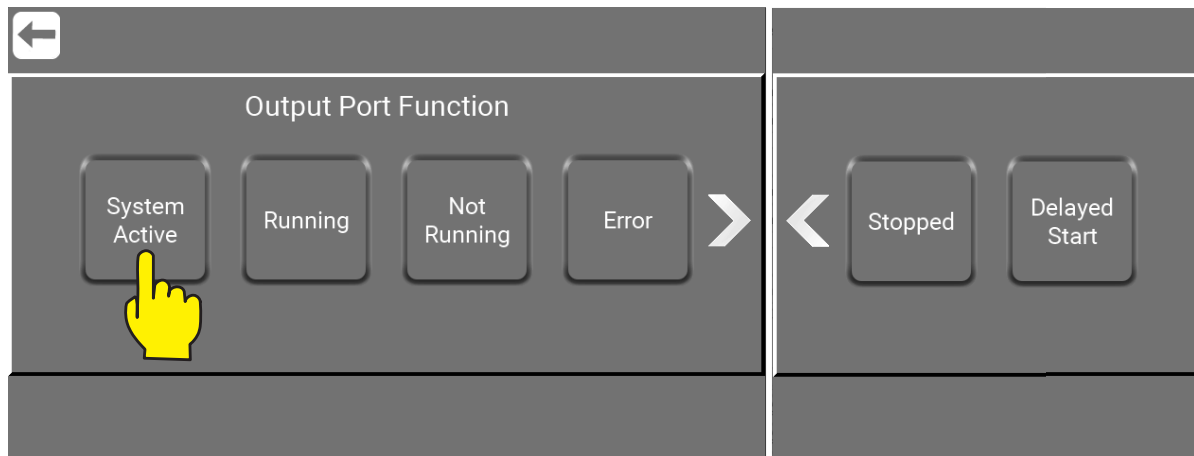 Output Port Function
System
Active
Running
Not
Running
Error
Stopped
Delayed
Start